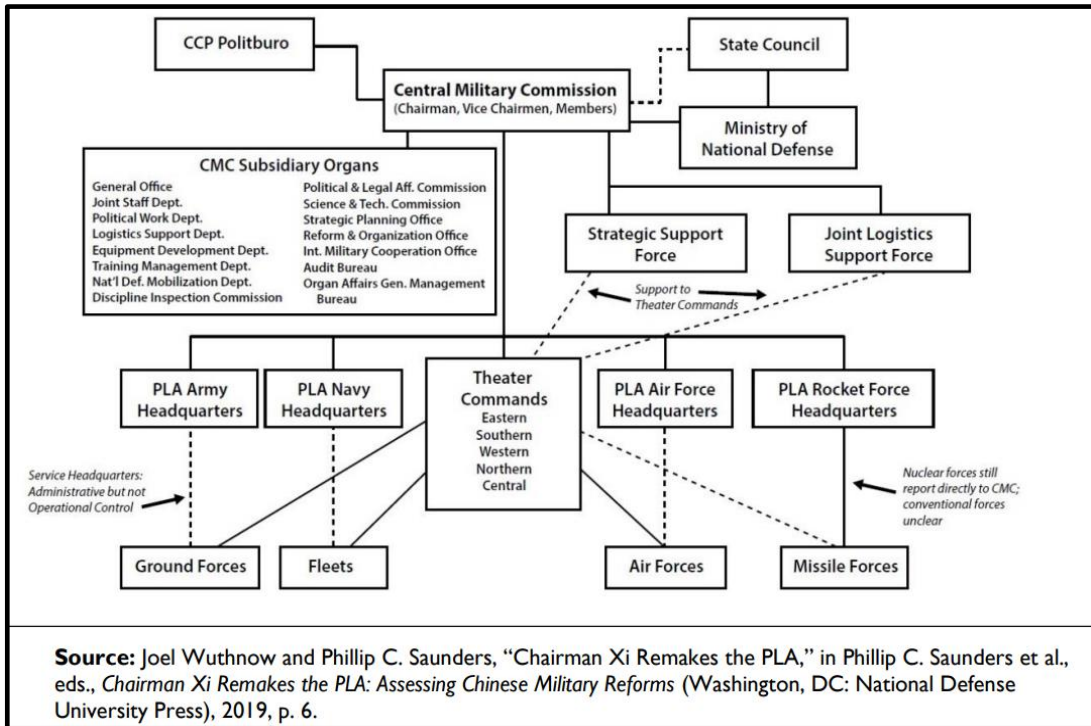 CCP Politburo
State Council
Central Military Commission
(Chairman, Vice Chairmen, Members)
Ministry of
National Defense
CMC Subsidiary Organs
General Office
Joint Staff Dept.
Political Work Dept.
Logistics Support Dept.
Equipment Development Dept.
Training Management Dept.
Nat'l Def. Mobilization Dept.
Discipline Inspection Commission
Political & Legal Aff. Commission
Science & Tech. Commission
Strategic Planning Office
Reform & Organization Office
Int. Military Cooperation Office
Audit Bureau
Organ Affairs Gen. Management
Bureau
Strategic Support
Force
Joint Logistics
Support Force
Support to
Theater Commands
PLA Army
Headquarters
PLA Navy
Headquarters
Theater
Commands
Eastern
Southern
Western
Northern
Central
PLA Air Force
Headquarters
PLA Rocket Force
Headquarters
Service Headquarters:
Administrative but not
Operational Control
Nuclear forces still
report directly to CMC;
conventional forces
unclear
Ground Forces
Fleets
Air Forces
Missile Forces
Source: Joel Wuthnow and Phillip C. Saunders, “Chairman Xi Remakes the PLA,” in Phillip C. Saunders et al.,
eds., Chairman Xi Remakes the PLA: Assessing Chinese Military Reforms (Washington, DC: National Defense
University Press), 2019, p. 6.